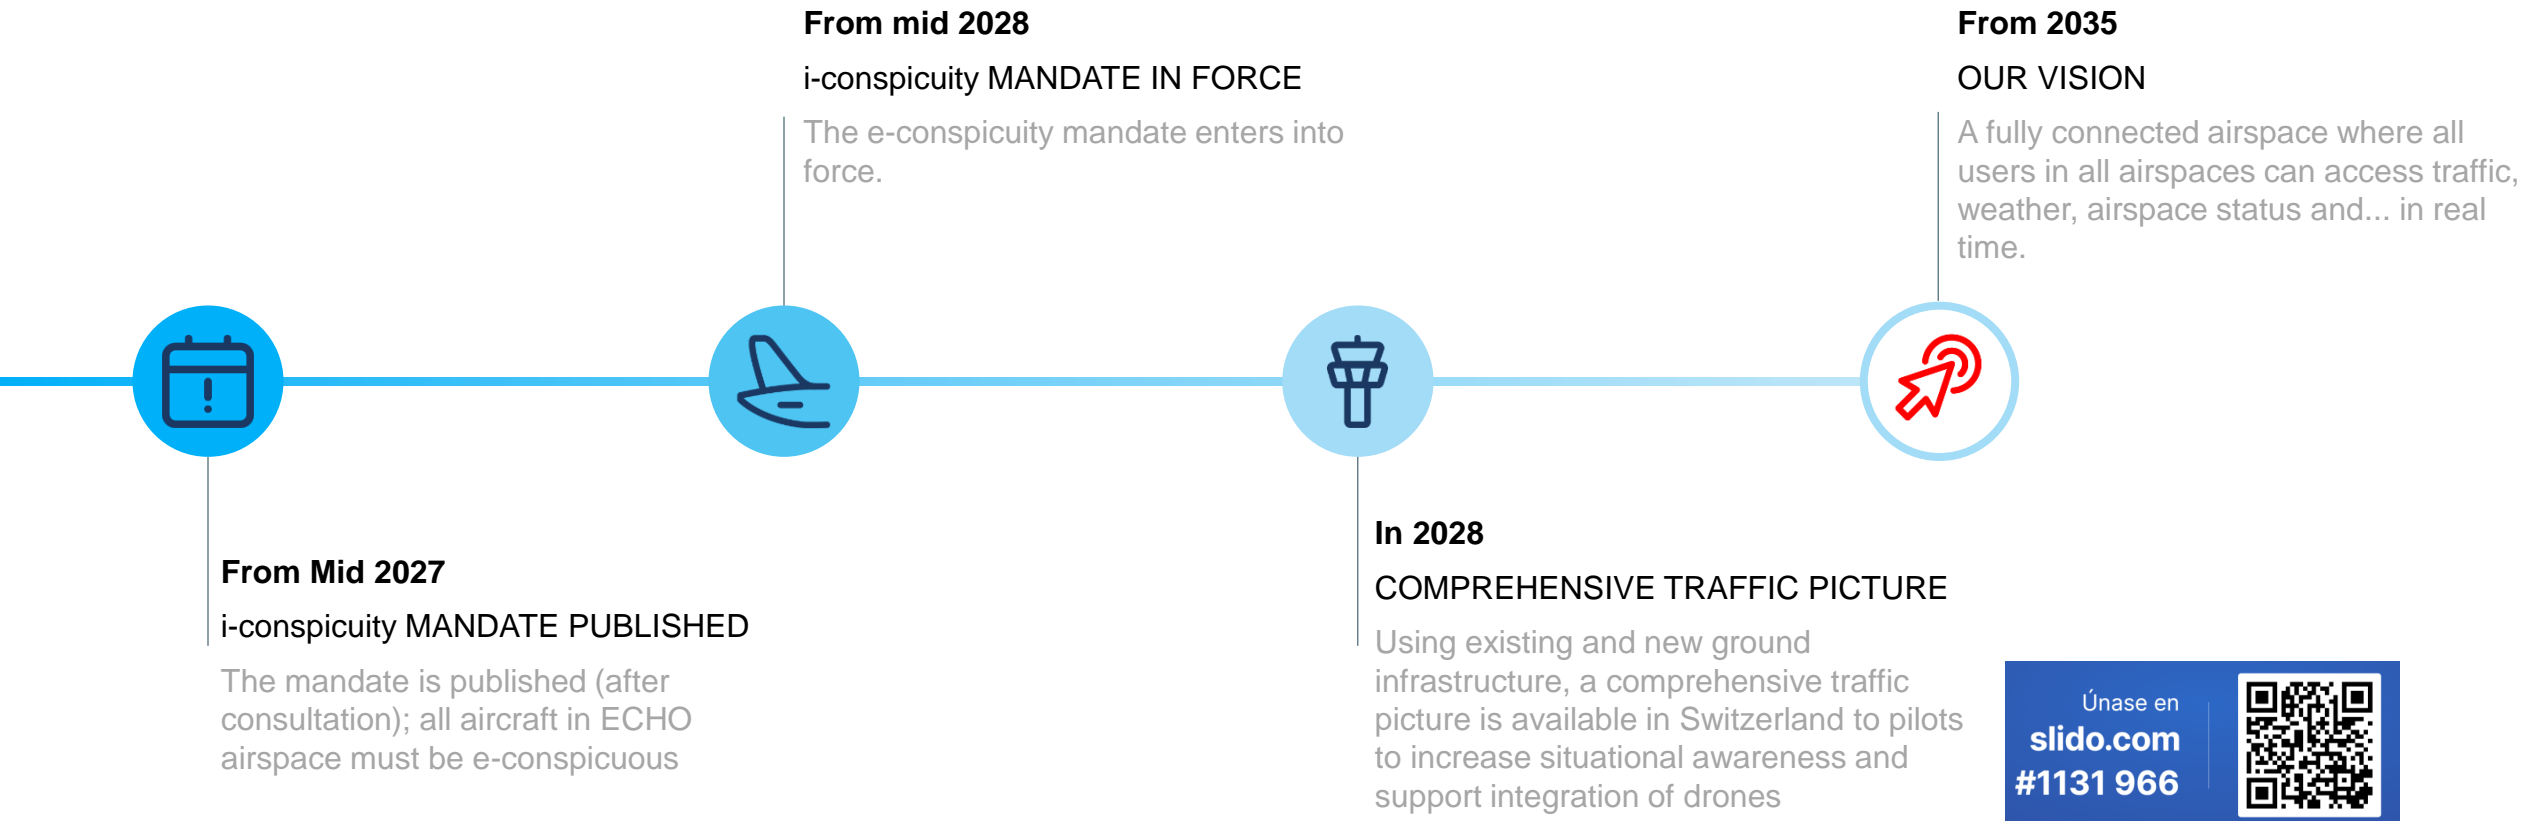 From Mid 2027
i-conspicuity MANDATE PUBLISHED
The mandate is published (after
consultation); all aircraft in ECHO
airspace must be e-conspicuous
From mid 2028
i-conspicuity MANDATE IN FORCE
The e-conspicuity mandate enters into
force.
In 2028
COMPREHENSIVE TRAFFIC PICTURE
Using existing and new ground
infrastructure, a comprehensive traffic
picture is available in Switzerland to pilots
to increase situational awareness and
support integration of drones
From 2035
OUR VISION
A fully connected airspace where all
users in all airspaces can access traffic,
weather, airspace status and... in real
time.
Únase en
slido.com
#1131 966